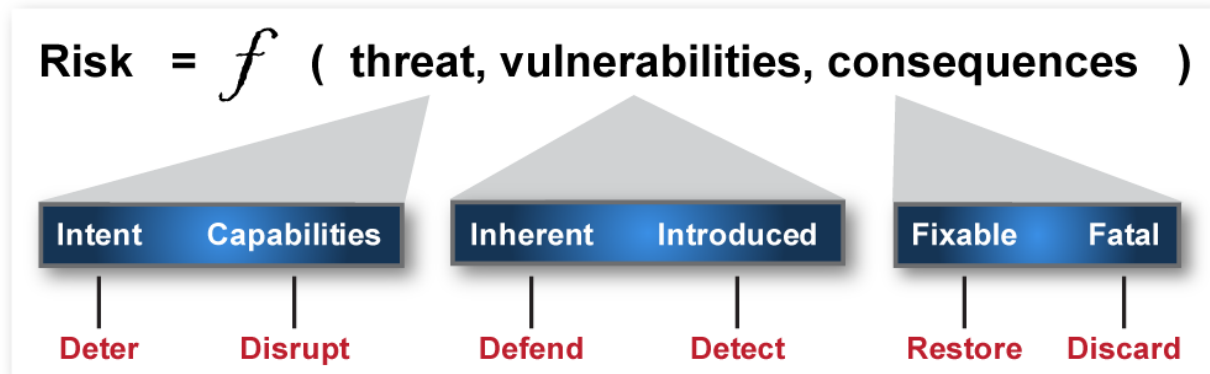 Risk = f ( threat, vulnerabilities, consequences )
Intent Capabilities Inherent Introduced Fixable Fatal
Deter Disrupt Defend Detect Restore Discard